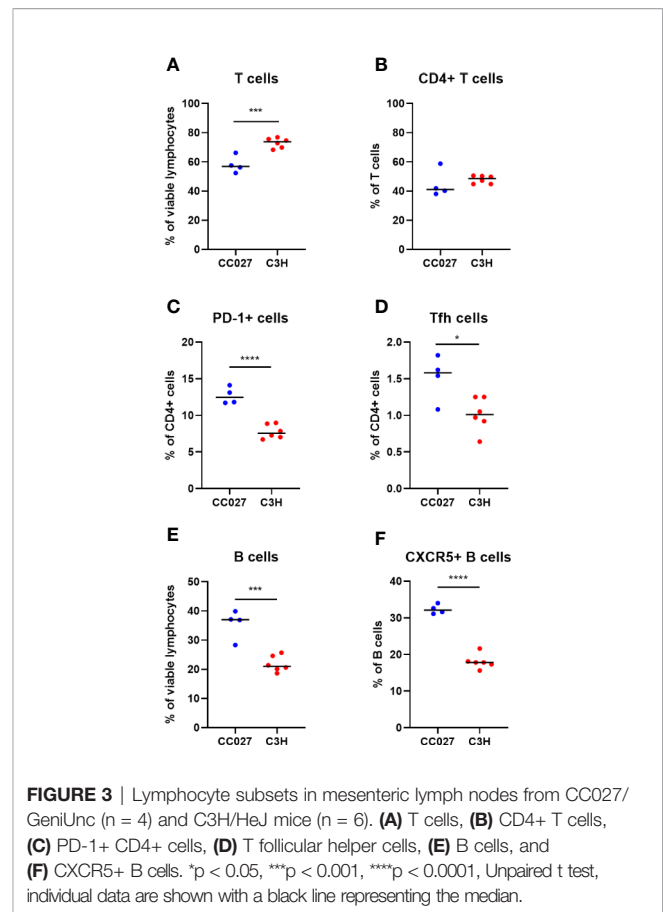 A
T cells
***
% of viable lymphocytes
100
80
60
40
20
0
CC027
C3H
B
CD4+ T cells
% of T cells
100
80
60
40
20
0
CC027
C3H
C
PD-1+ cells
****
% of CD4+ cells
20
15
10
5
0
CC027
C3H
D
Tfh cells
*
% of CD4+ cells
2.0
1.5
1.0
0.5
0.0
CC027
C3H
E
B cells
***
% of viable lymphocytes
50
40
30
20
10
0
CC027
C3H
F
CXCR5+ B cells
****
% of B cells
40
30
20
10
0
CC027
C3H
FIGURE 3 | Lymphocyte subsets in mesenteric lymph nodes from CC027/
GeniUnc (n = 4) and C3H/HeJ mice (n = 6). (A) T cells, (B) CD4+ T cells,
(C) PD-1+ CD4+ cells, (D) T follicular helper cells, (E) B cells, and
(F) CXCR5+ B cells. *p < 0.05, ***p < 0.001, ****p < 0.0001, Unpaired t test,
individual data are shown with a black line representing the median.